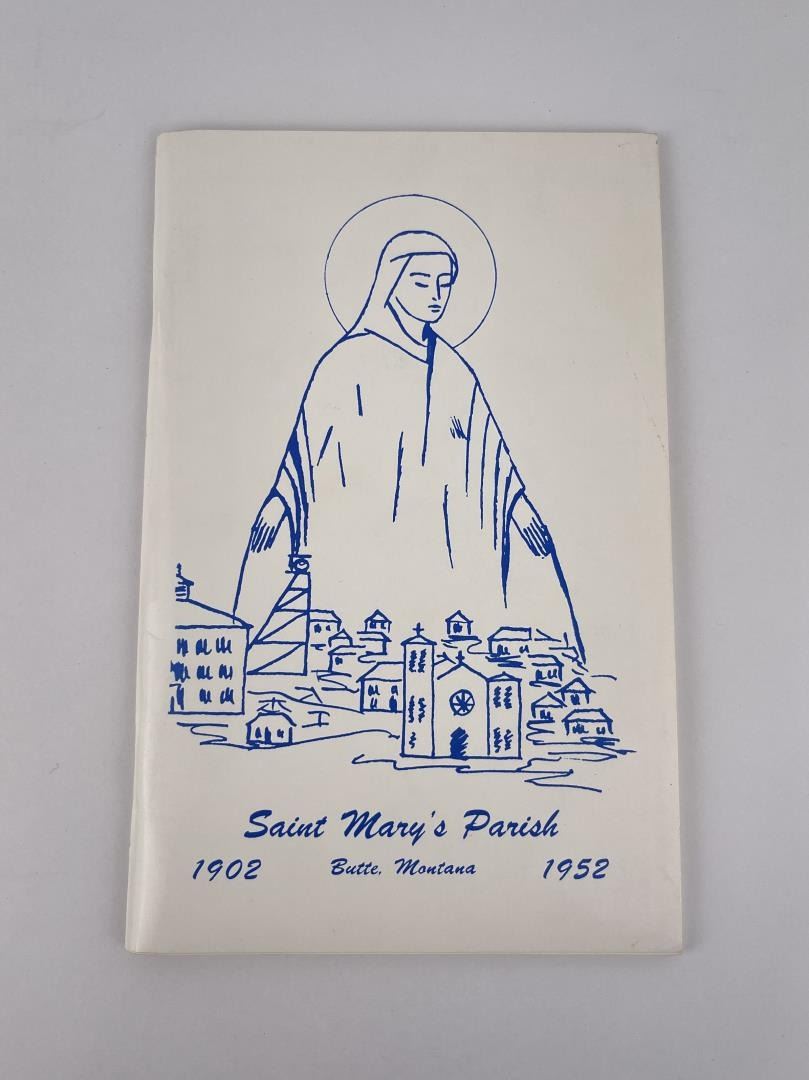 Saint Mary's Parish
1902 Butte, Montana 1952